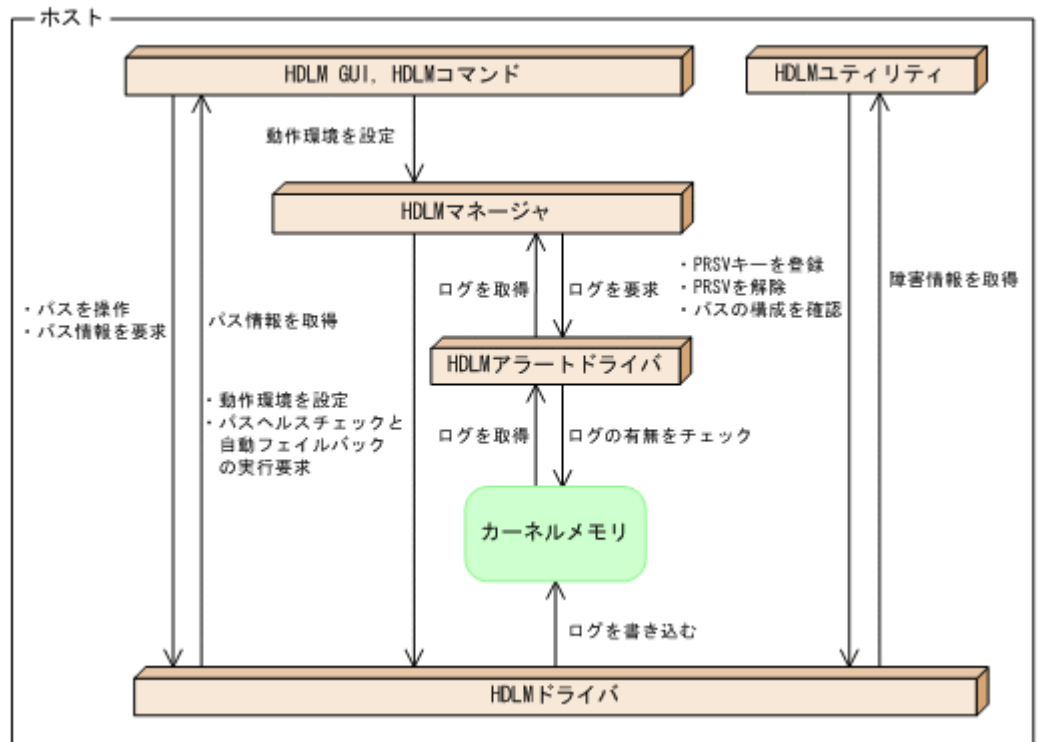 ホスト
HDLM GUI, HDLMコマンド
HDLMユティリティ
動作環境を設定
HDLMマネージャ
ログを取得
ログを要求
・PRSVキーを登録
・PRSVを解除
・パスの構成を確認
障害情報を取得
・パスを操作
・パス情報を要求
パス情報を取得
HDLMアラートドライバ
・動作環境を設定
・パスヘルスチェックと
自動フェイルバック
の実行要求
ログを取得
ログの有無をチェック
カーネルメモリ
ログを書き込む
HDLMドライバ